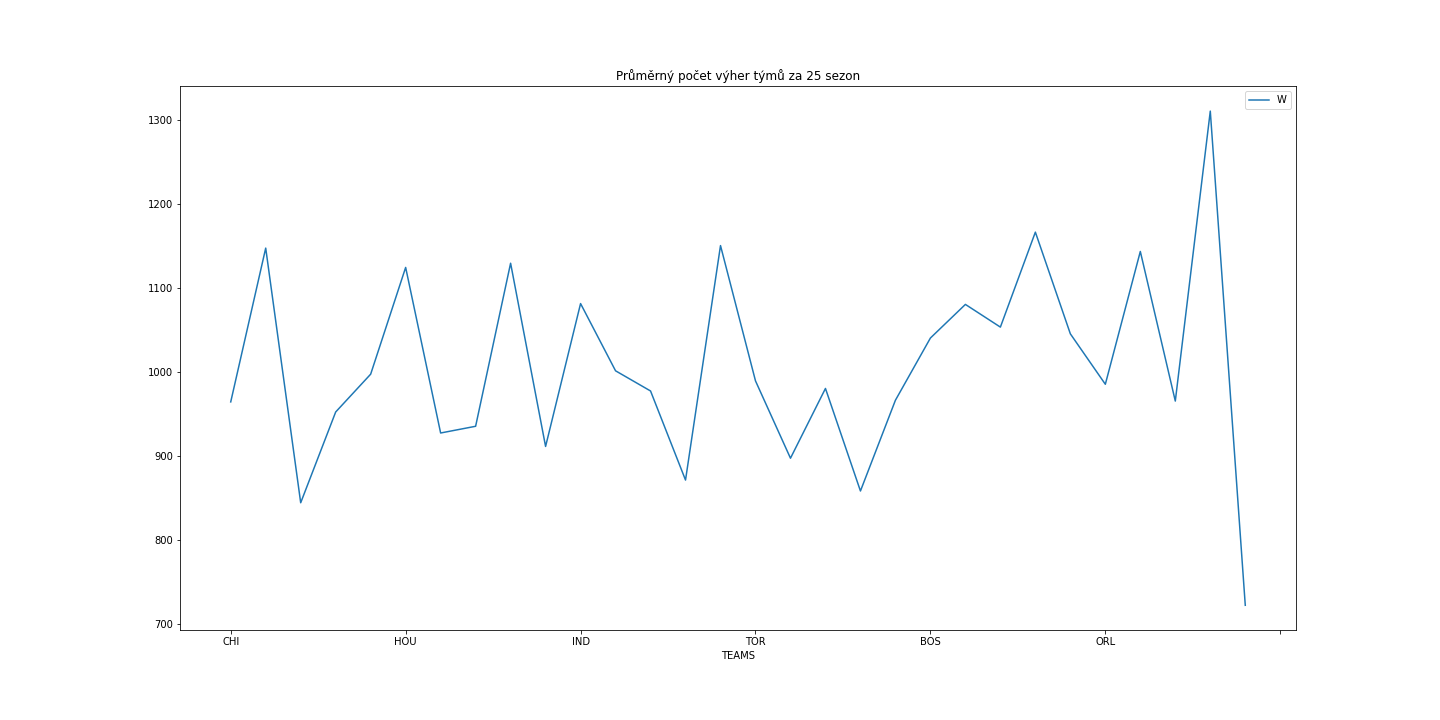 Průměrný počet výher týmů za 25 sezon
W
1300
1200
1100
1000
900
800
700
CHI HOU IND TOR BOS ORL
TEAMS